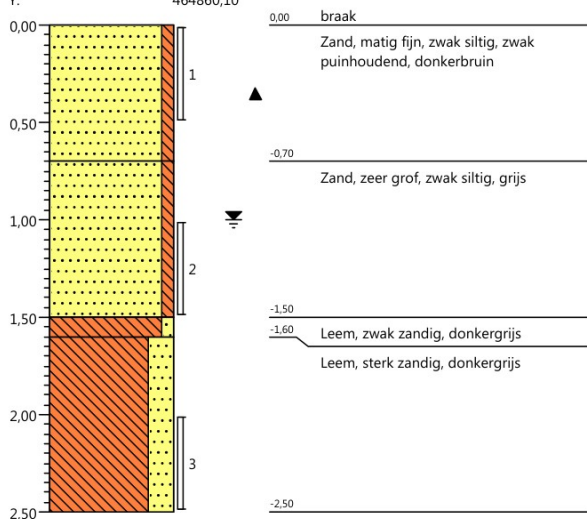 Y: 464860,10
0,00
0,50
1,00
1,50
2,00
2.50
1
2
3
0,00 braak
Zand, matig fijn, zwak siltig, zwak
puinhoudend, donkerbruin
-0,70
Zand, zeer grof, zwak siltig, grijs
-1,50
-1,60 Leem, zwak zandig, donkergrijs
Leem, sterk zandig, donkergrijs
-2,50